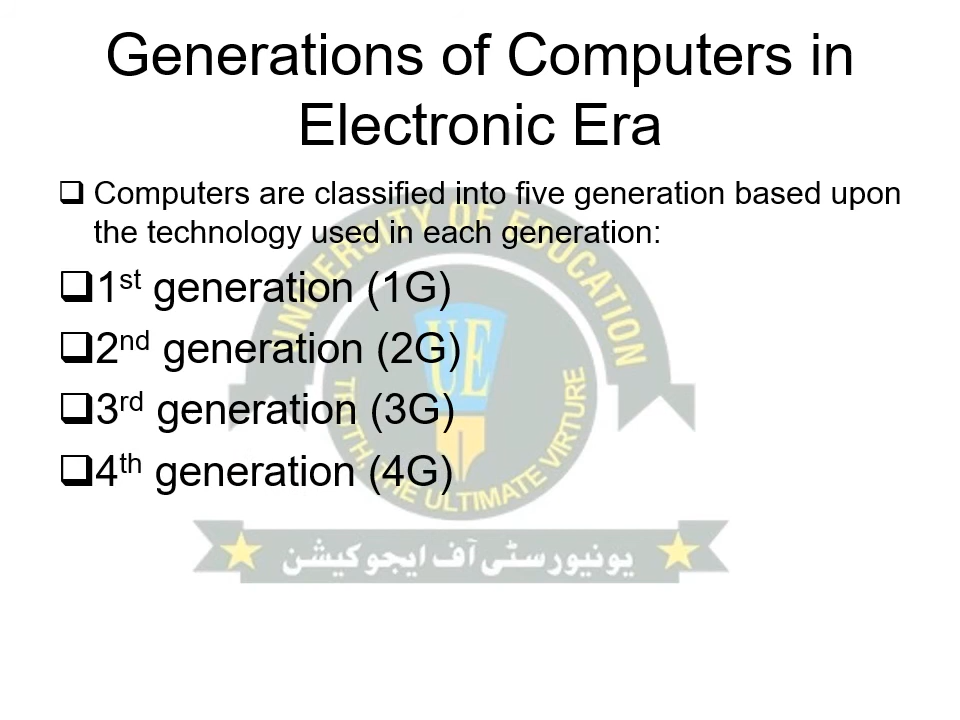 Generations of Computers in
Electronic Era
❑ Computers are classified into five generation based upon
the technology used in each generation:
❑1st generation (1G)
❑2nd generation (2G)
❑3rd generation (3G)
❑4th generation (4G)
UNIVERSITY OF EDUCATION
UE
TRUTH, THE ULTIMATE VIRTURE
یونیورسٹی آف ایجوکیشن